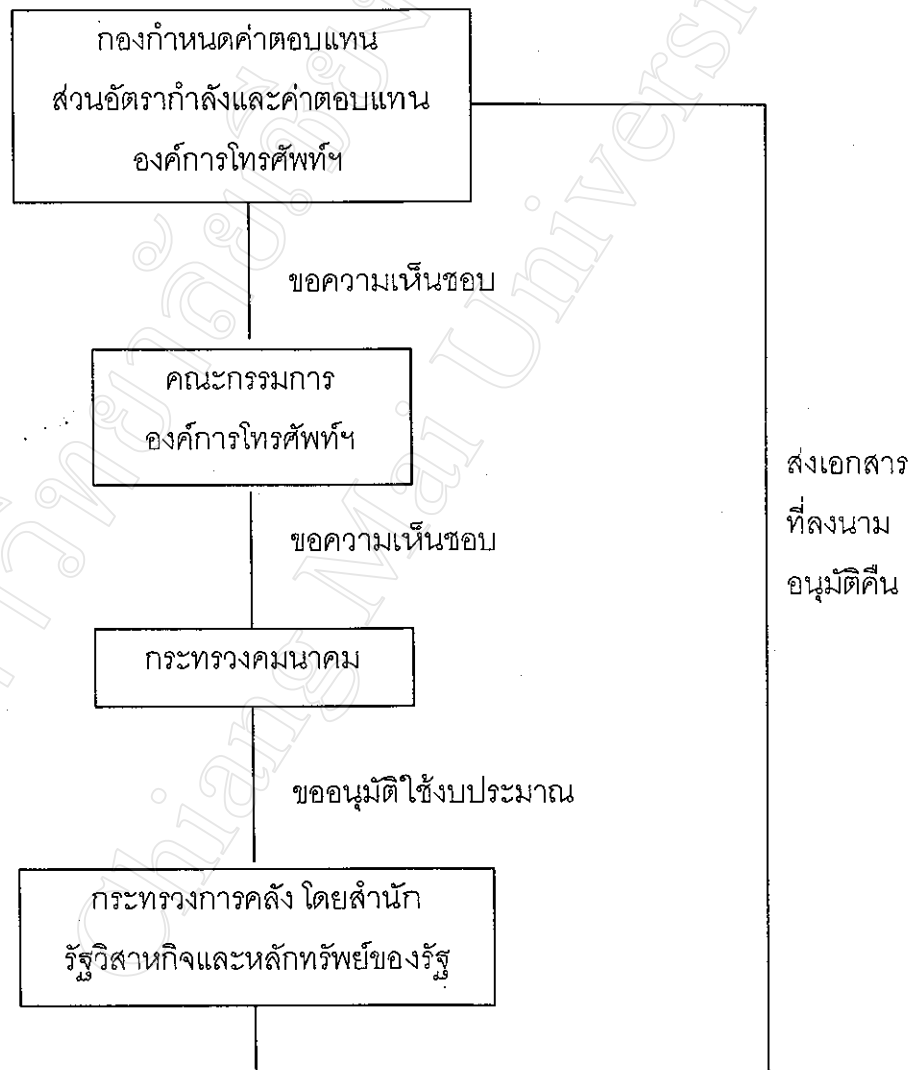 กองกำหนดค่าตอบแทน
ส่วนอัตรากำลังและค่าตอบแทน
องค์การโทรศัพท์ฯ
ขอความเห็นชอบ
คณะกรรมการ
องค์การโทรศัพท์ฯ
ส่งเอกสาร
ที่ลงนาม
อนุมัติคืน
ขอความเห็นชอบ
กระทรวงคมนาคม
ขออนุมัติใช้งบประมาณ
กระทรวงการคลัง โดยสำนัก
รัฐวิสาหกิจและหลักทรัพย์ของรัฐ
Chiang Mai Universi